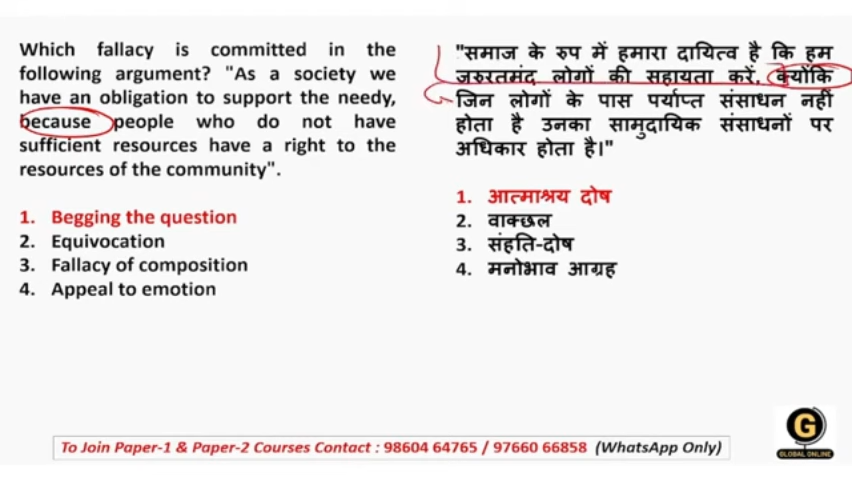 Which fallacy is committed in the
following argument? "As a society we
have an obligation to support the needy,
because people who do not have
sufficient resources have a right to the
resources of the community".
1. Begging the question
2. Equivocation
3. Fallacy of composition
4. Appeal to emotion
"समाज के रुप में हमारा दायित्व है कि हम
जरुरतमंद लोगों की सहायता करें, क्योंकि
जिन लोगों के पास पर्याप्त संसाधन नहीं
होता है उनका सामुदायिक संसाधनों पर
अधिकार होता है।"
1. आत्माश्रय दोष
2. वाक्छल
3. संहति-दोष
4. मनोभाव आग्रह
To Join Paper-1 & Paper-2 Courses Contact : 98604 64765 / 97660 66858 (WhatsApp Only)
G
GLOBAL ONLINE